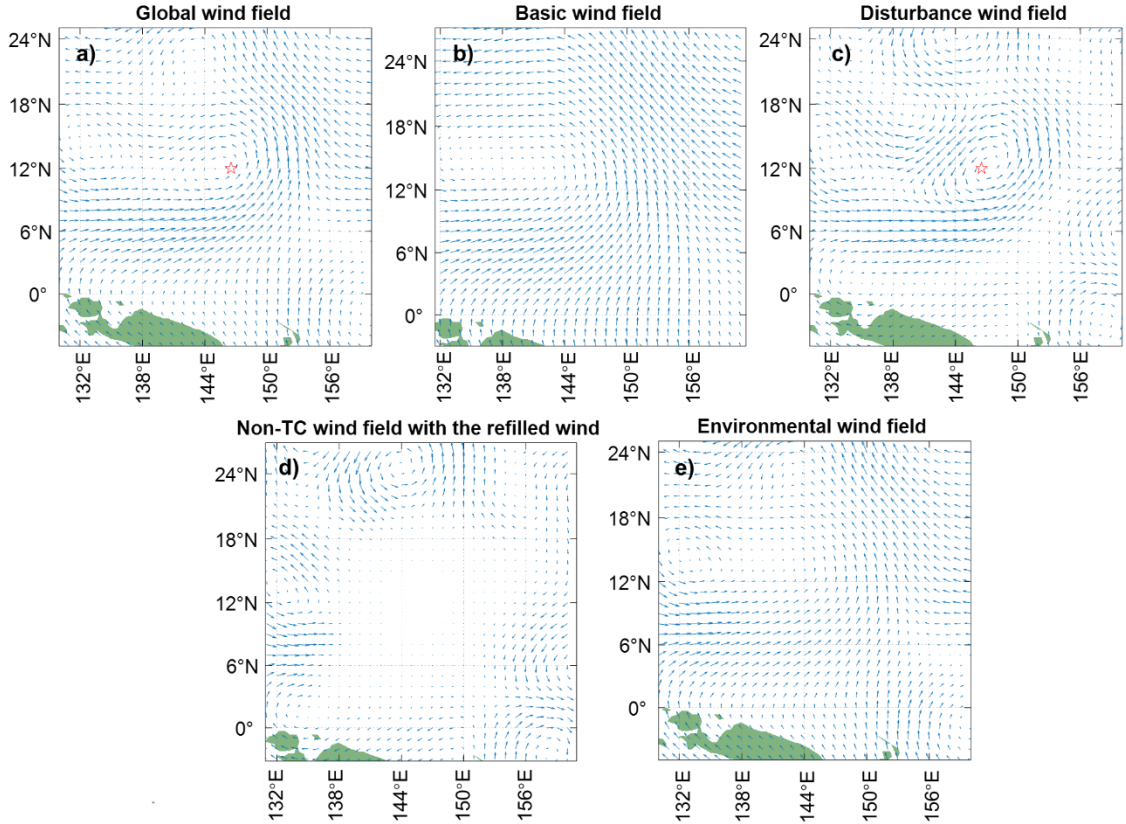 Global wind field
Basic wind field
Disturbance wind field
a)
b)
c)
24°N
18°N
12°N
6°N
0°
24°N
18°N
12°N
6°N
0°
24°N
18°N
12°N
6°N
0°
132°E
138°E
144°E
150°E
156°E
132°E
138°E
144°E
150°E
156°E
132°E
138°E
144°E
150°E
156°E
Non-TC wind field with the refilled wind
Environmental wind field
d)
e)
24°N
18°N
12°N
6°N
0°
24°N
18°N
12°N
6°N
0°
132°E
138°E
144°E
150°E
156°E
132°E
138°E
144°E
150°E
156°E